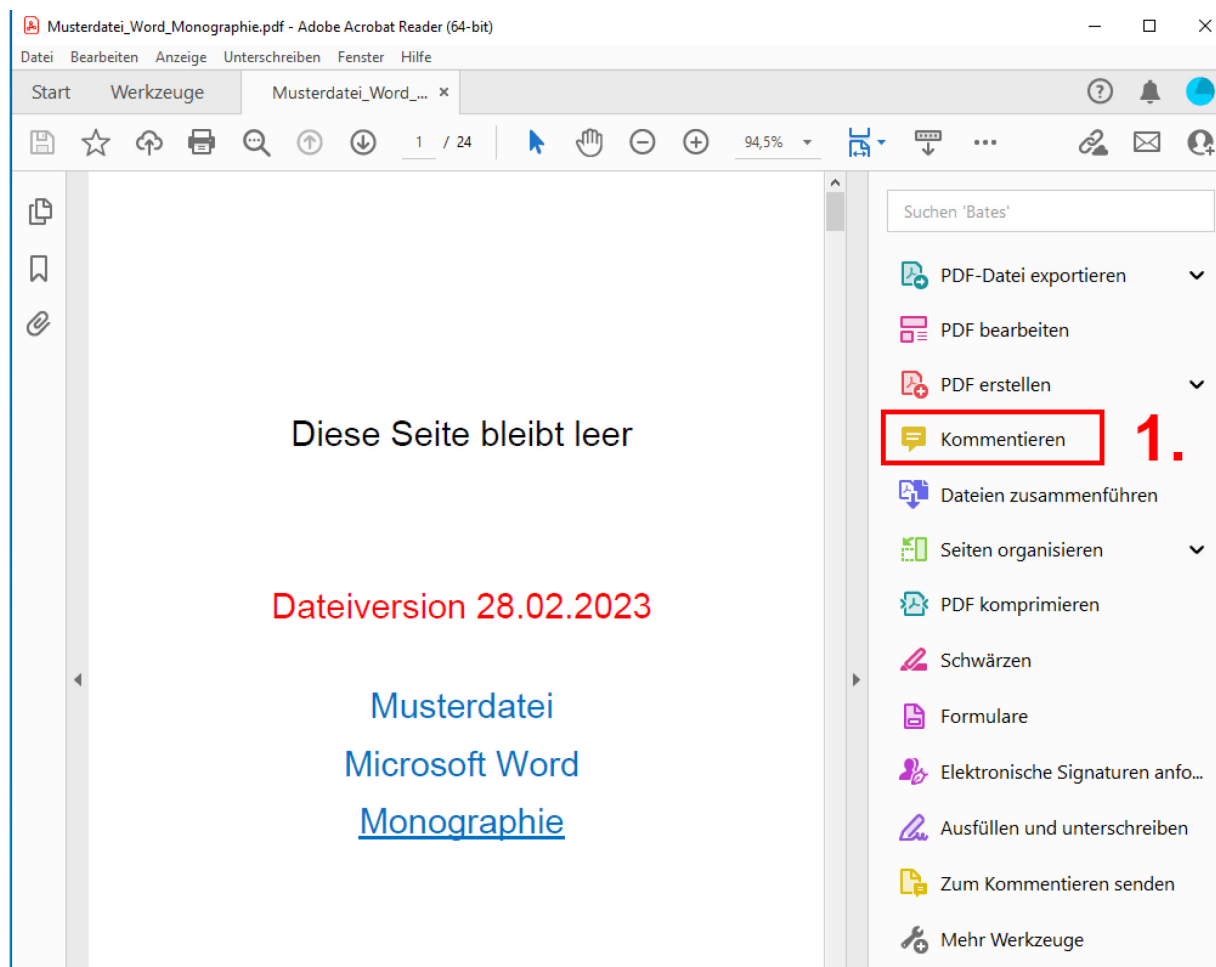 Musterdatei_Word_Monographie.pdf - Adobe Acrobat Reader (64-bit)
Datei Bearbeiten Anzeige Unterschreiben Fenster Hilfe
Start Werkzeuge Musterdatei_Word_... ×
1 / 24 94,5%
Suchen 'Bates'
PDF-Datei exportieren
PDF bearbeiten
PDF erstellen
Kommentieren 1.
Dateien zusammenführen
Seiten organisieren
PDF komprimieren
Schwärzen
Formulare
Elektronische Signaturen anfo...
Ausfüllen und unterschreiben
Zum Kommentieren senden
Mehr Werkzeuge
Diese Seite bleibt leer
Dateiversion 28.02.2023
Musterdatei
Microsoft Word
Monographie